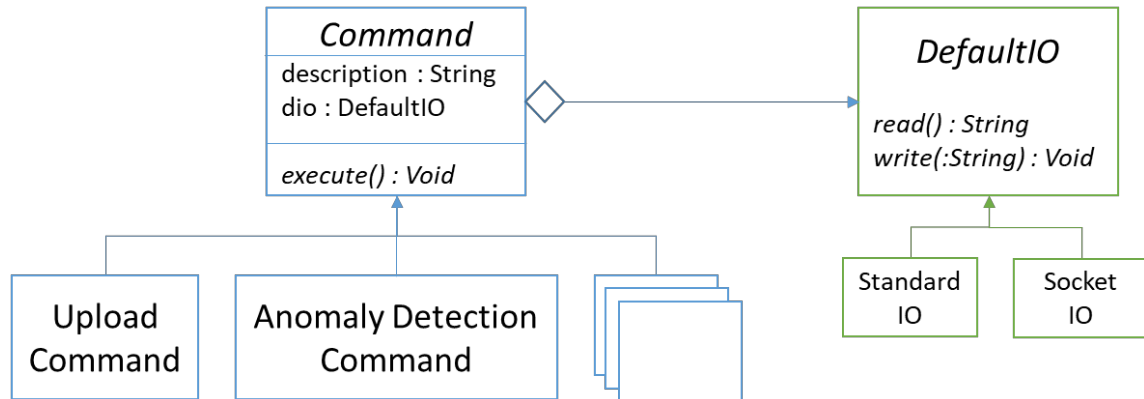 Command
description : String
dio : DefaultIO
execute() : Void
DefaultIO
read() : String
write(:String) : Void
Upload
Command
Anomaly Detection
Command
Standard
IO
Socket
IO